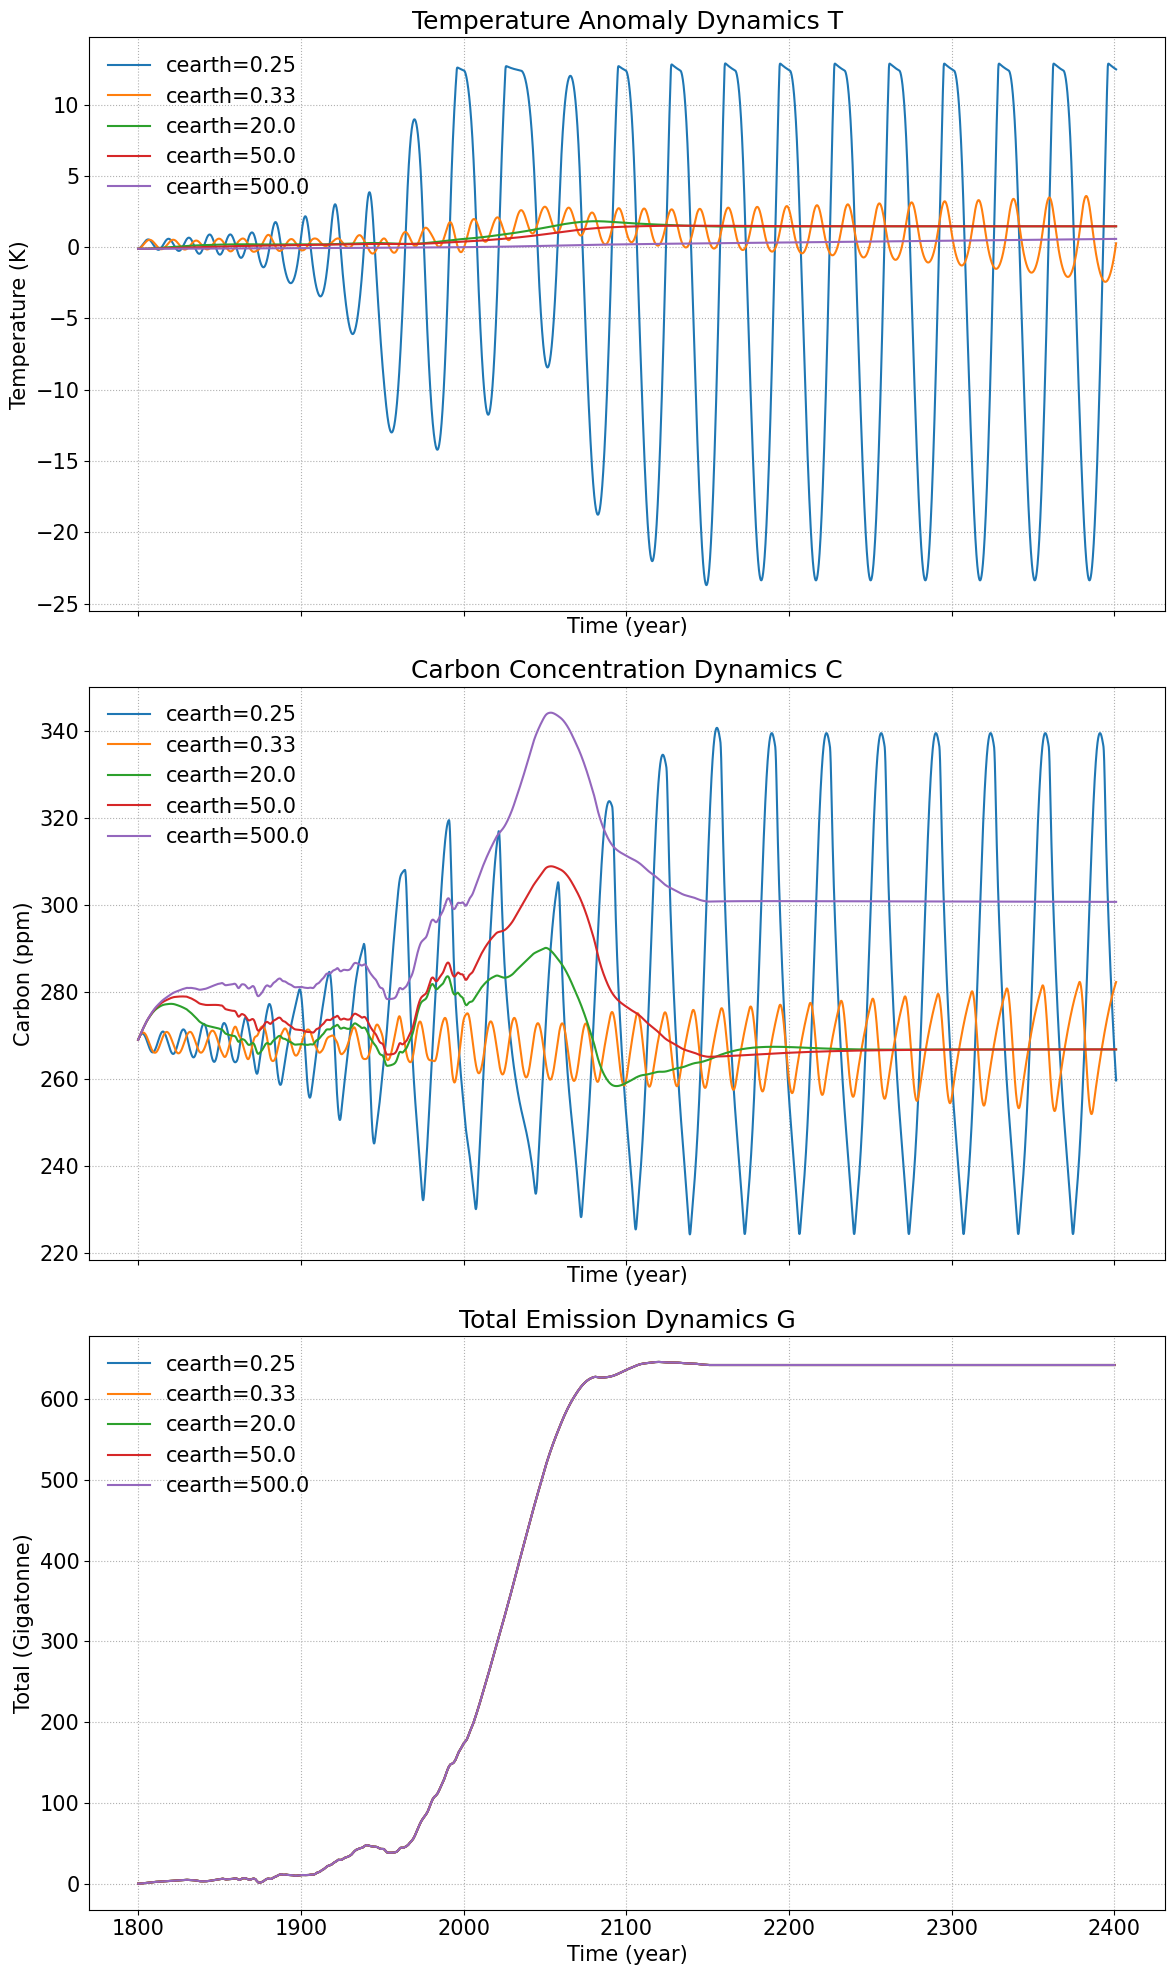 Temperature Anomaly Dynamics T
cearth=0.25
cearth=0.33
cearth=20.0
cearth=50.0
cearth=500.0
10
5
0
−5
−10
−15
−20
−25
Temperature (K)
Time (year)
Carbon Concentration Dynamics C
cearth=0.25
cearth=0.33
cearth=20.0
cearth=50.0
cearth=500.0
340
320
300
280
260
240
220
Carbon (ppm)
Time (year)
Total Emission Dynamics G
cearth=0.25
cearth=0.33
cearth=20.0
cearth=50.0
cearth=500.0
600
500
400
300
200
100
0
Total (Gigatonne)
1800 1900 2000 2100 2200 2300 2400
Time (year)